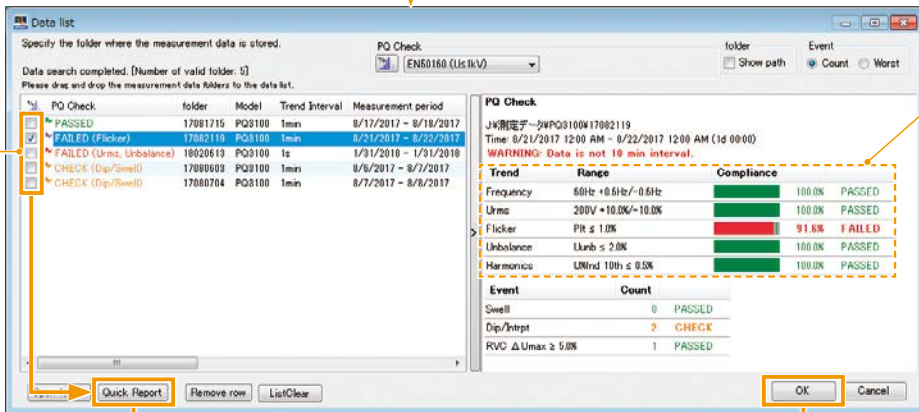 Data list
Specify the folder where the measurement data is stored.
PQ Check
folder
Event
EN50160 (Us1kV)
Show path
Count
Worst
Data search completed. [Number of valid folder: 5]
Please drag and drop the measurement data folders to the data list.
PQ Check folder Model Trend Interval Measurement period
PASSED 17081715 PQ3100 1min 8/17/2017 - 8/18/2017
FAILED (Flicker) 17082119 PQ3100 1min 8/21/2017 - 8/22/2017
FAILED (Urms, Unbalance) 18020613 PQ3100 1s 1/31/2018 - 1/31/2018
CHECK (Dip/Swell) 17080603 PQ3100 1min 8/6/2017 - 8/7/2017
CHECK (Dip/Swell) 17080704 PQ3100 1min 8/7/2017 - 8/8/2017
PQ Check
J¥測定データ¥PQ3100¥17082119
Time: 8/21/2017 12:00 AM - 8/22/2017 12:00 AM (1d 00:00)
WARNING: Data is not 10 min interval.
Trend Range Compliance
Frequency 60Hz +0.6Hz/-0.6Hz 100.0% PASSED
Urms 200V +10.0%/-10.0% 100.0% PASSED
Flicker Plt ≤ 1.0% 91.6% FAILED
Unbalance Uunb ≤ 2.0% 100.0% PASSED
Harmonics U%Hnd 10th ≤ 0.5% 100.0% PASSED
Event Count
Swell 0 PASSED
Dip/Intrpt 2 CHECK
RVC ΔUmax ≥ 5.0% 1 PASSED
Quick Report
Remove row
ListClear
OK
Cancel